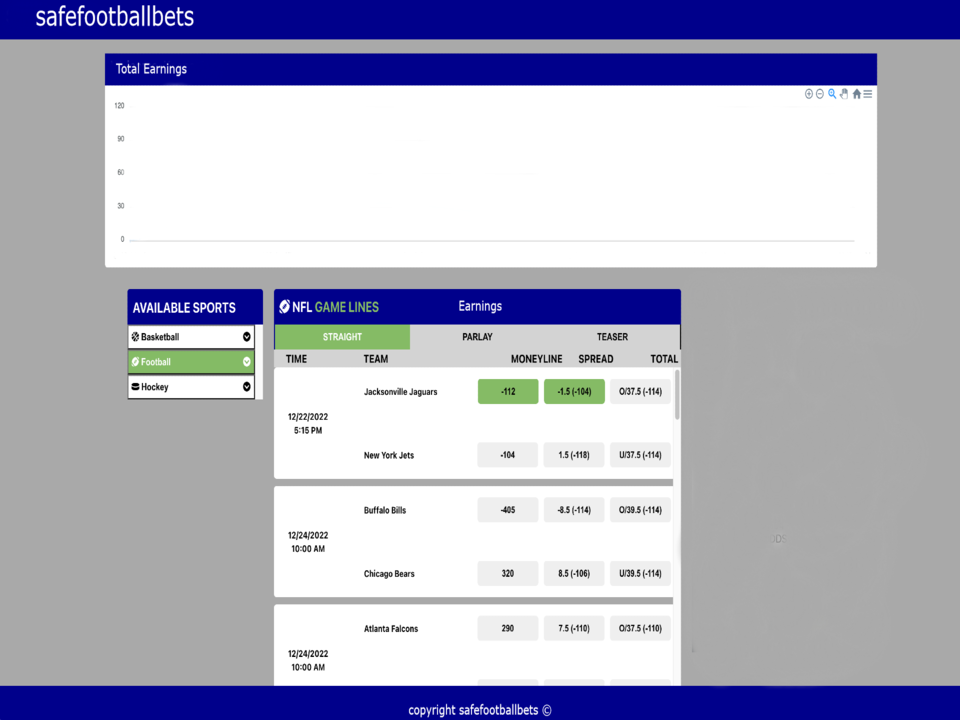 safefootballbets
Total Earnings
120
90
60
30
0
AVAILABLE SPORTS
Basketball
Football
Hockey
NFL GAME LINES Earnings
STRAIGHT PARLAY TEASER
TIME TEAM MONEYLINE SPREAD TOTAL
Jacksonville Jaguars -112 -1.5 (-104) O/37.5 (-114)
12/22/2022
5:15 PM
New York Jets -104 1.5 (-118) U/37.5 (-114)
Buffalo Bills -405 -8.5 (-114) O/39.5 (-114)
12/24/2022
10:00 AM
Chicago Bears 320 8.5 (-106) U/39.5 (-114)
Atlanta Falcons 290 7.5 (-110) O/37.5 (-110)
12/24/2022
10:00 AM
copyright safefootballbets ©